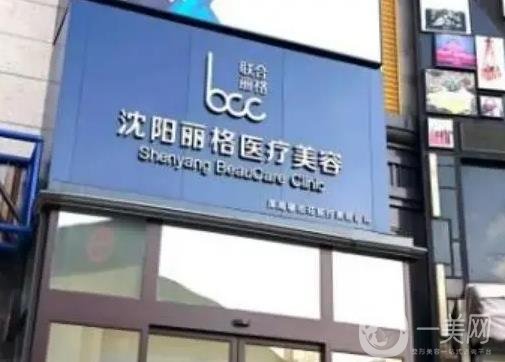 联合
丽格
bcc
沈阳丽格医疗美容
Shenyang BeauCare Clinic
一美网